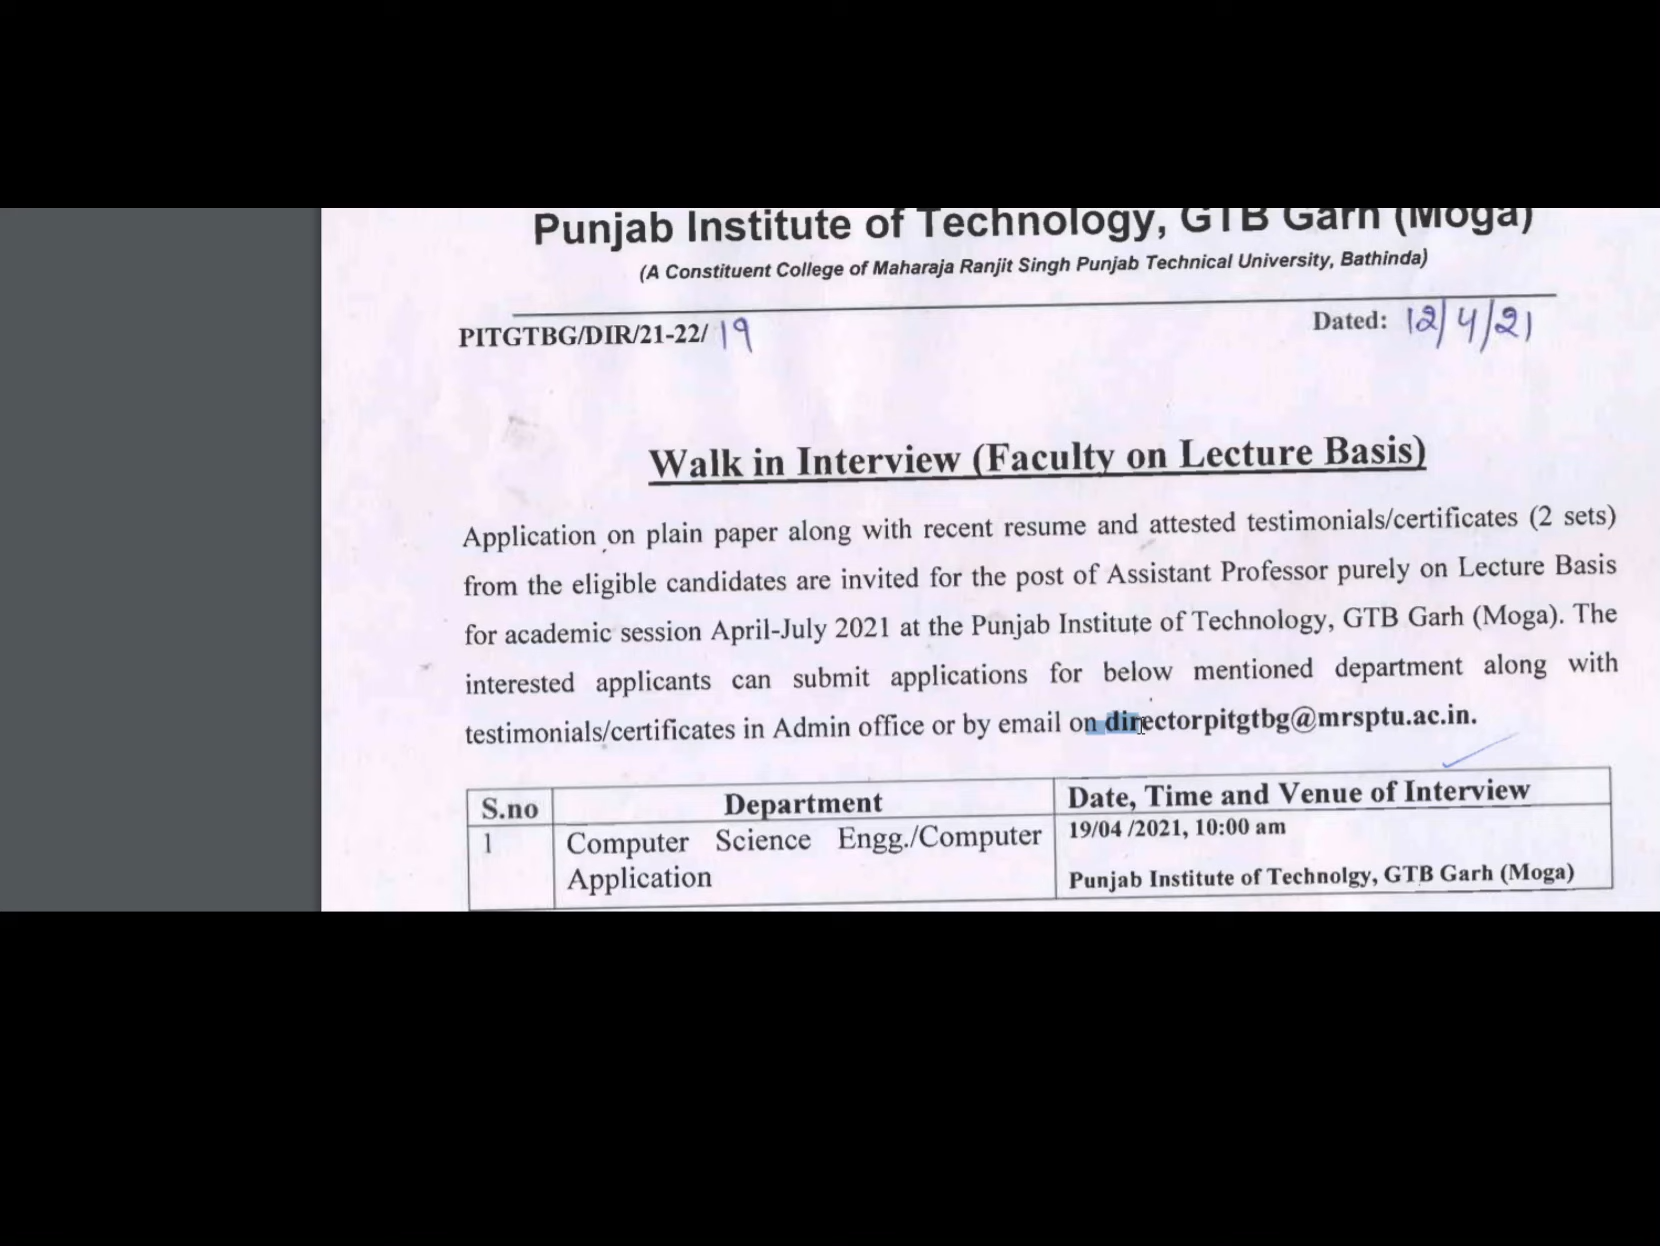 Punjab Institute of Technology, GTB Garh (Moga)
(A Constituent College of Maharaja Ranjit Singh Punjab Technical University, Bathinda)
PITGTBG/DIR/21-22/ 19
Dated: 12/4/21
Walk in Interview (Faculty on Lecture Basis)
Application on plain paper along with recent resume and attested testimonials/certificates (2 sets)
from the eligible candidates are invited for the post of Assistant Professor purely on Lecture Basis
for academic session April-July 2021 at the Punjab Institute of Technology, GTB Garh (Moga). The
interested applicants can submit applications for below mentioned department along with
testimonials/certificates in Admin office or by email on directorpitgtbg@mrsptu.ac.in.
S.no Department Date, Time and Venue of Interview
1 Computer Science Engg./Computer 19/04 /2021, 10:00 am
Application Punjab Institute of Technolgy, GTB Garh (Moga)